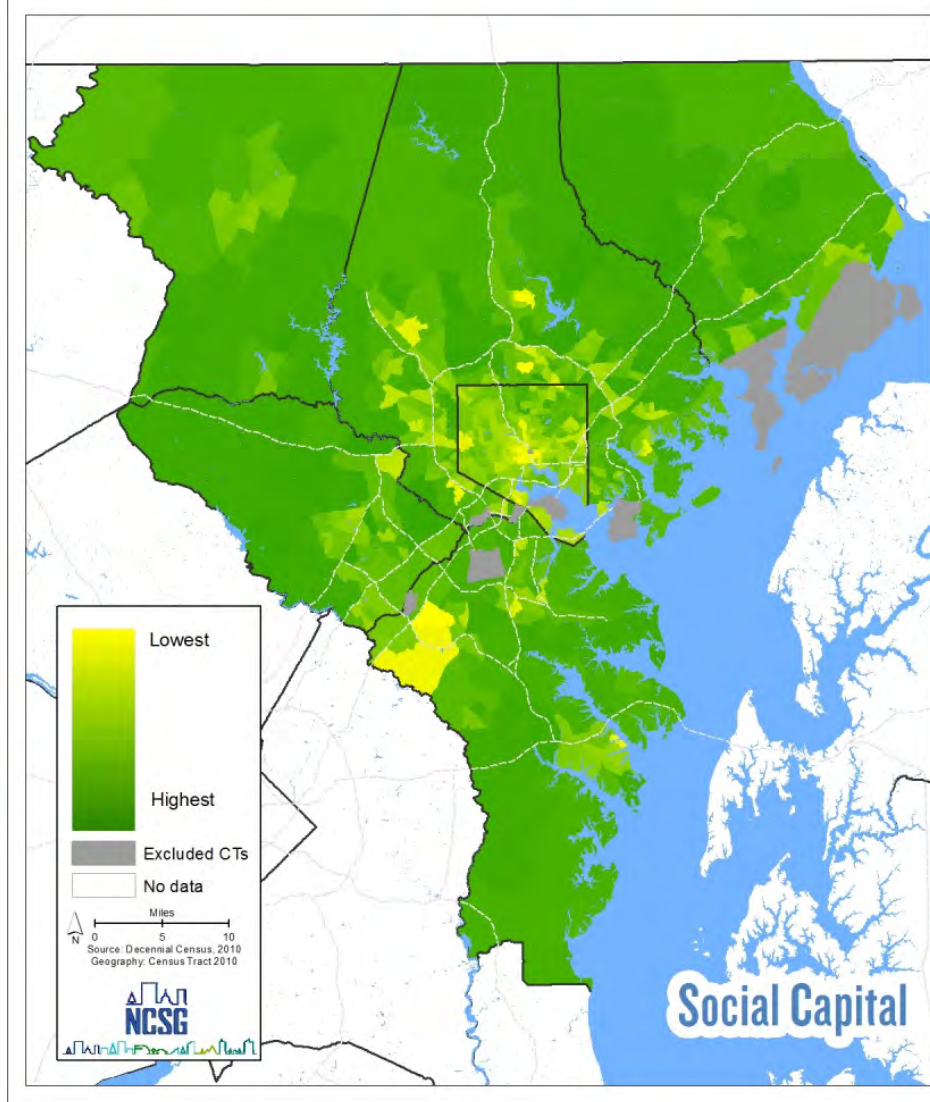 Lowest
Highest
Excluded CTs
No data
Miles
N
0 5 10
Source: Decennial Census, 2010
Geography: Census Tract 2010
NCSG
Social Capital